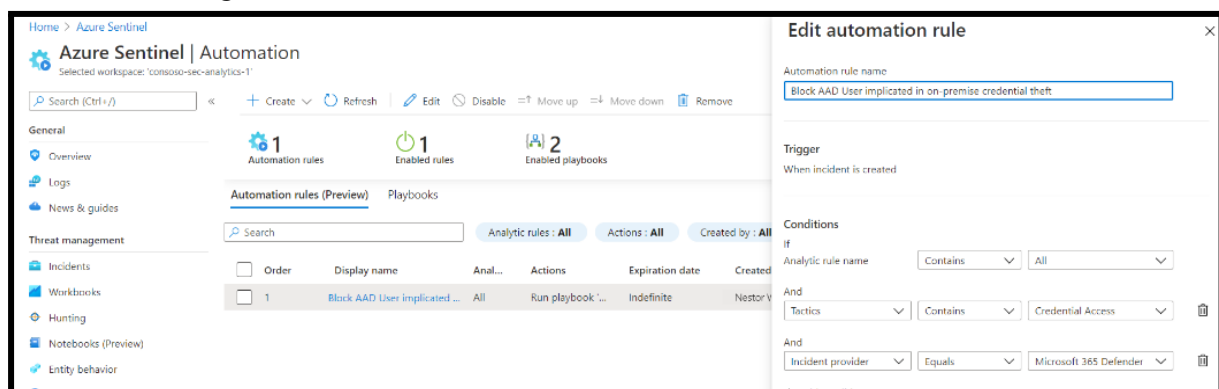 Home > Azure Sentinel
Azure Sentinel | Automation
Selected workspace: 'consoso-sec-analytics-1'
Search (Ctrl+/)
«
General
Overview
Logs
News & guides
Threat management
Incidents
Workbooks
Hunting
Notebooks (Preview)
Entity behavior
+ Create Refresh Edit Disable Move up Move down Remove
1 Automation rules
1 Enabled rules
2 Enabled playbooks
Automation rules (Preview) Playbooks
Search
Analytic rules : All Actions : All Created by : All
Order Display name Anal... Actions Expiration date Created
1 Block AAD User implicated ... All Run playbook '... Indefinite Nestor
Edit automation rule
Automation rule name
Block AAD User implicated in on-premise credential theft
Trigger
When incident is created
Conditions
If
Analytic rule name Contains All
And
Tactics Contains Credential Access
And
Incident provider Equals Microsoft 365 Defender